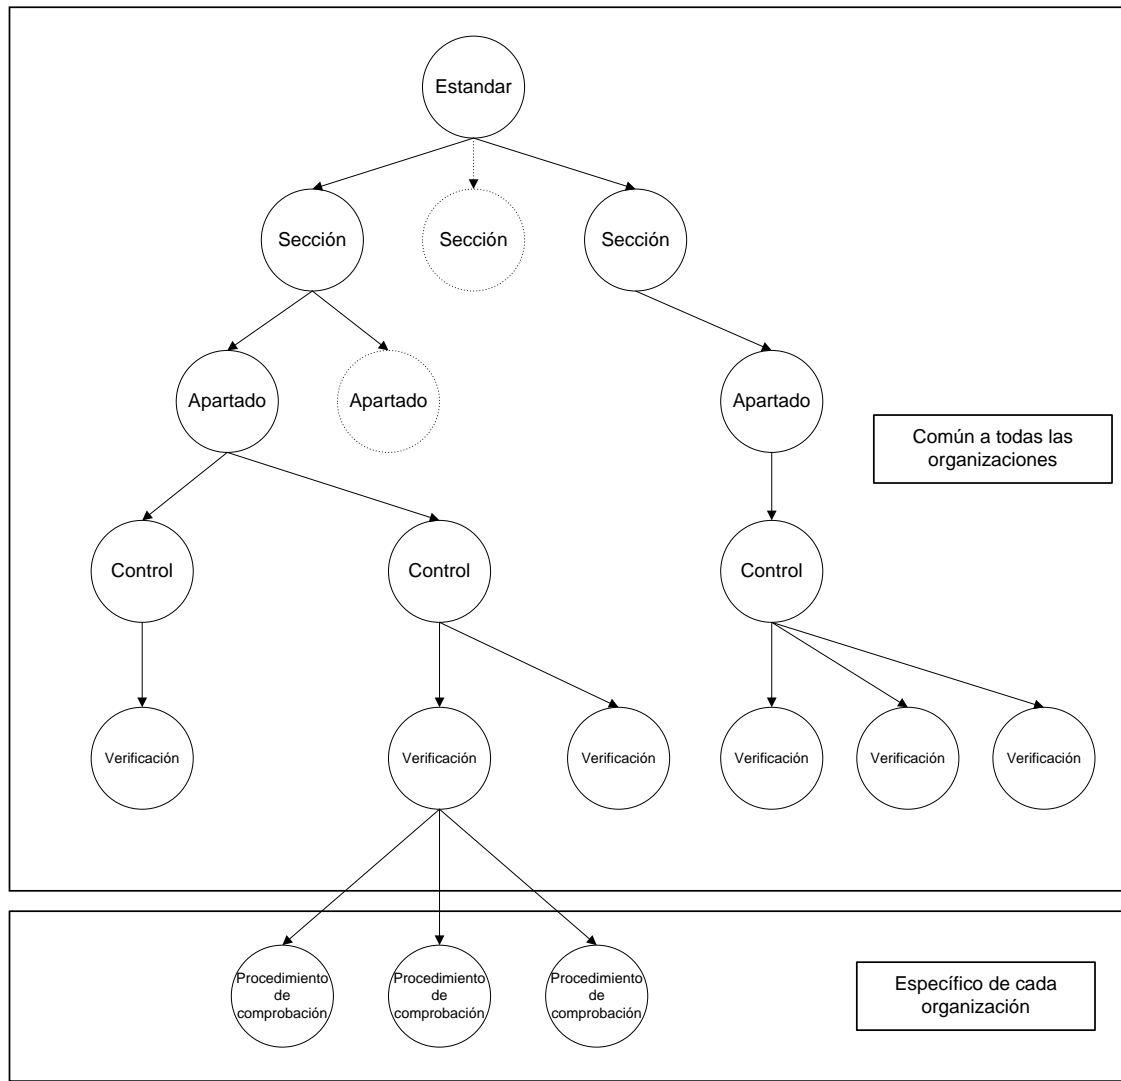 Estandar
Sección
Sección
Sección
Apartado
Apartado
Apartado
Común a todas las
organizaciones
Control
Control
Control
Verificación
Verificación
Verificación
Verificación
Verificación
Verificación
Procedimiento
de
comprobación
Procedimiento
de
comprobación
Procedimiento
de
comprobación
Específico de cada
organización